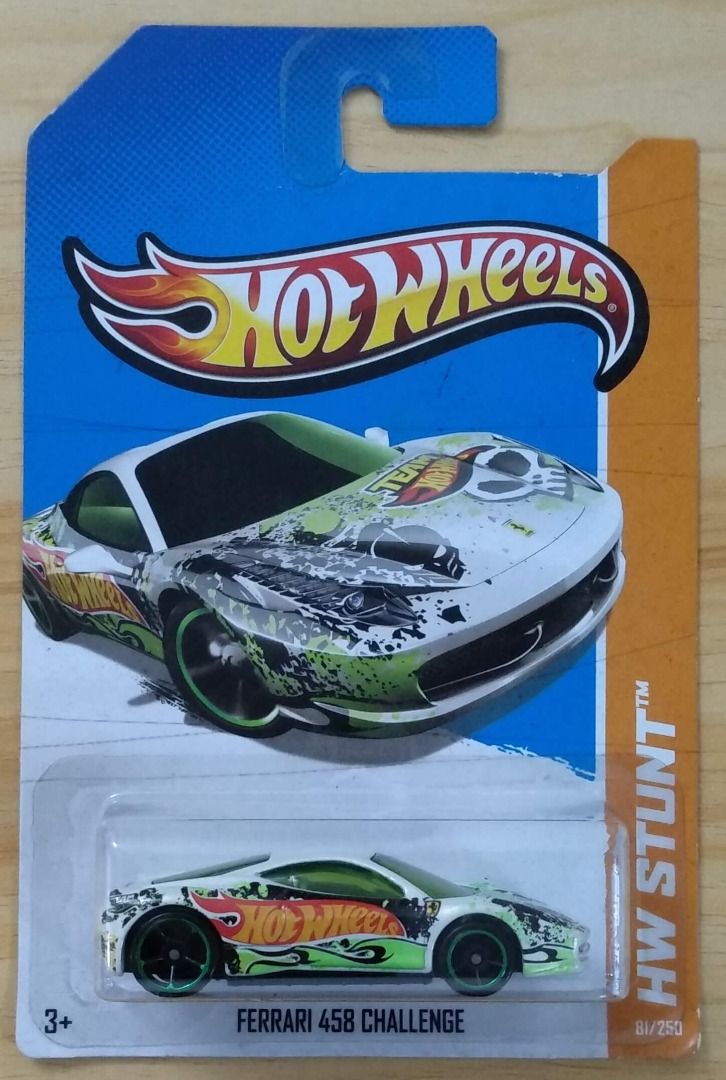 HOT WHEELS®
TEAM
HOT WHEELS
HOT WHEELS
HOT WHEELS
3+
FERRARI 458 CHALLENGE
HW STUNT™
81/250